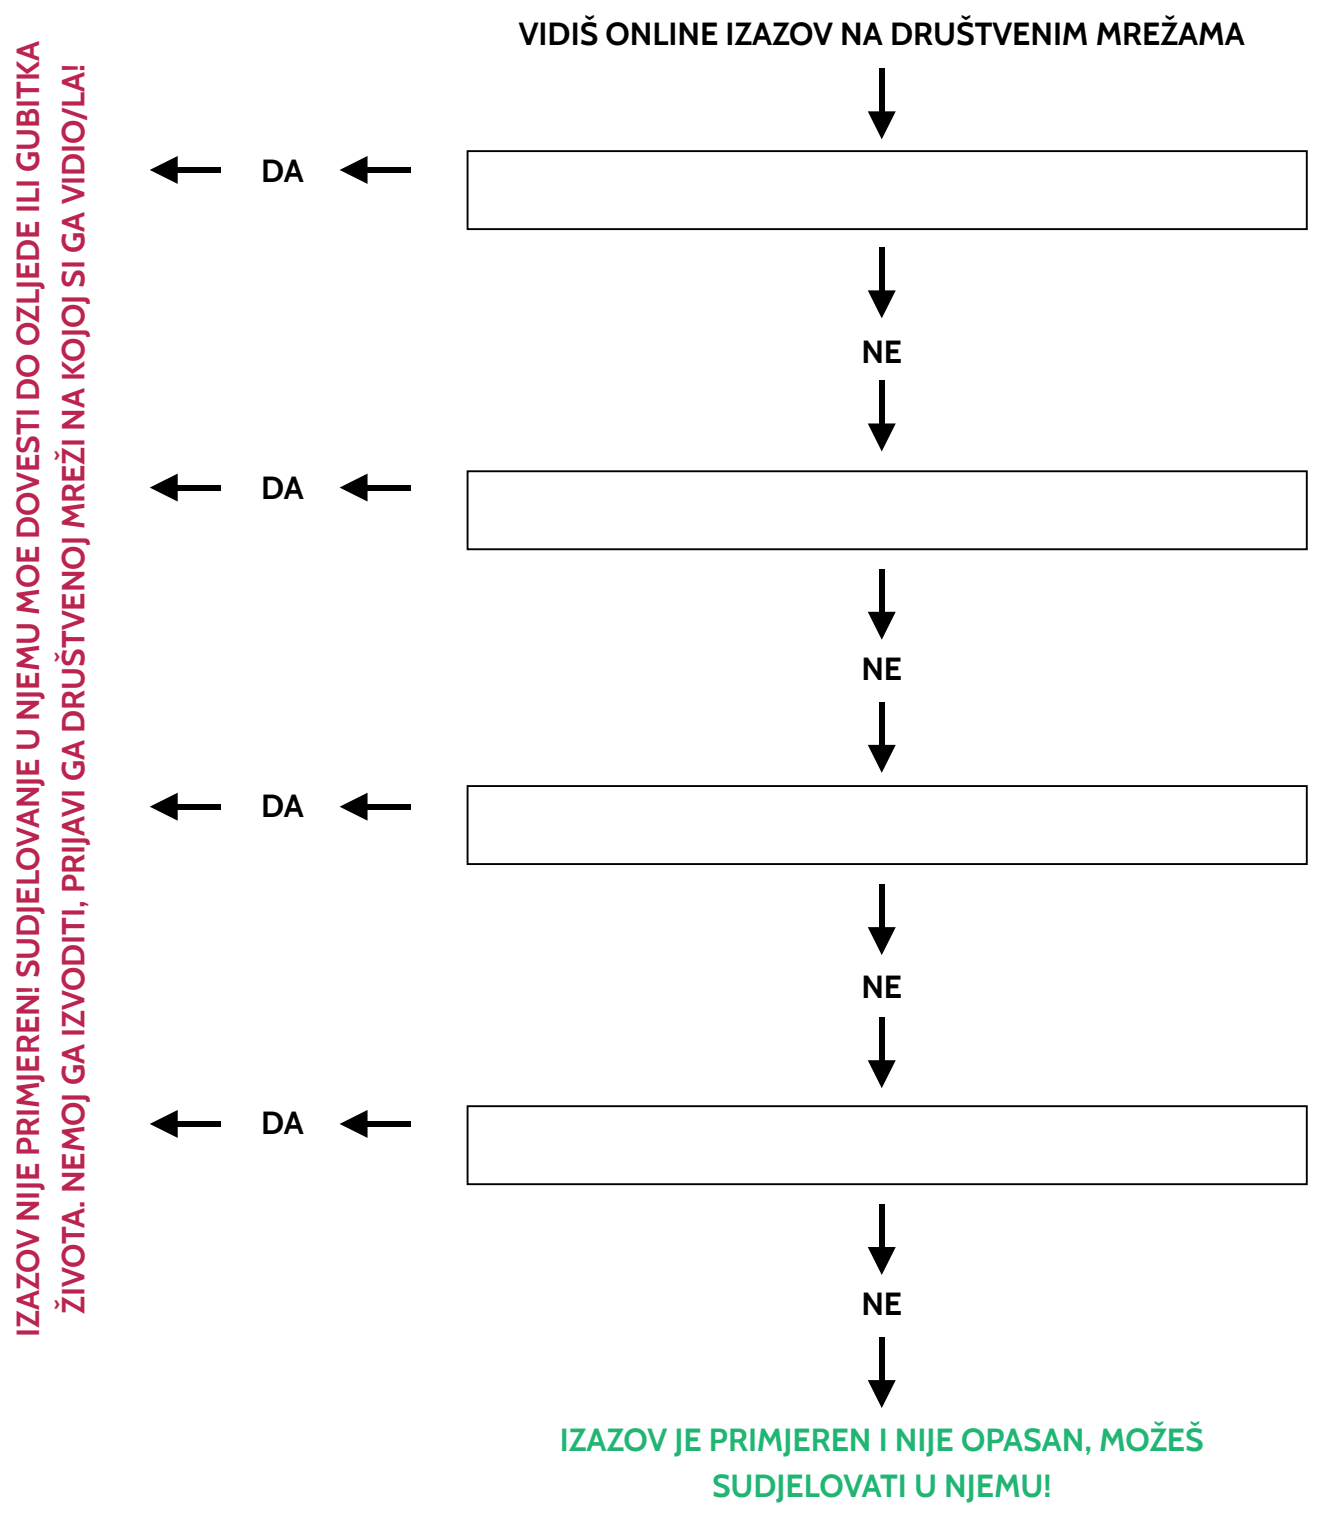 VIDIŠ ONLINE IZAZOV NA DRUŠTVENIM MREŽAMA
DA
NE
DA
NE
DA
NE
DA
NE
IZAZOV JE PRIMJEREN I NIJE OPASAN, MOŽEŠ
SUDJELOVATI U NJEMU!
IZAZOV NIJE PRIMJEREN! SUDJELOVANJE U NJEMU MOE DOVESTI DO OZLJEDE ILI GUBITKA
ŽIVOTA. NEMOJ GA IZVODITI, PRIJAVI GA DRUŠTVENOJ MREŽI NA KOJOJ SI GA VIDIO/LA!